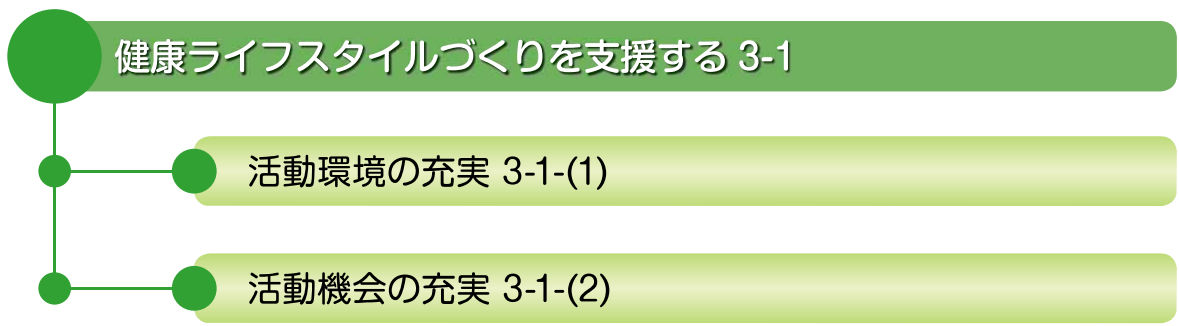 健康ライフスタイルづくりを支援する 3-1
活動環境の充実 3-1-(1)
活動機会の充実 3-1-(2)